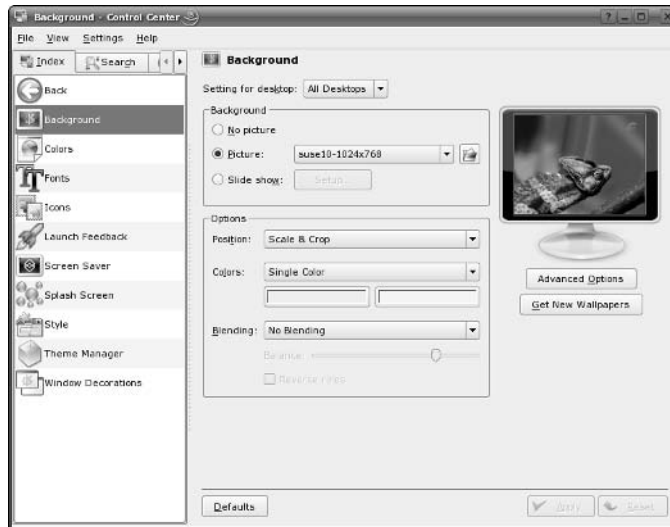 Background - Control Center
File View Settings Help
Index Search
Background
Back
Background
Colors
Fonts
Icons
Launch Feedback
Screen Saver
Splash Screen
Style
Theme Manager
Window Decorations
Setting for desktop: All Desktops
Background
No picture
Picture: suse10-1024x768
Slide show: Setup...
Options
Position: Scale & Crop
Colors: Single Color
Blending: No Blending
Balance:
Reverse roles
Advanced Options
Get New Wallpapers
Defaults
Apply
Reset